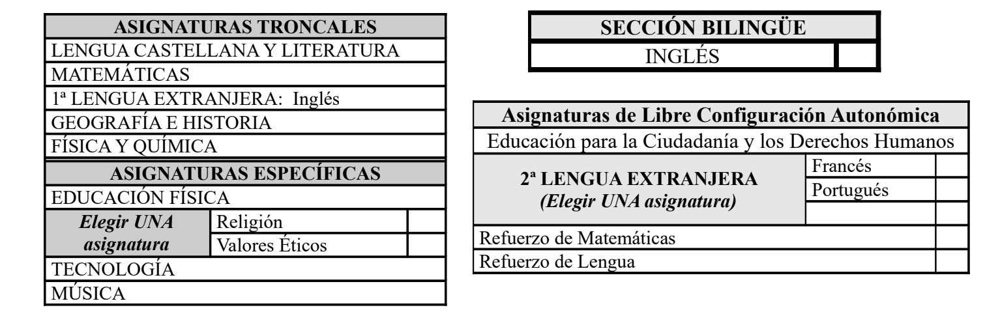 ASIGNATURAS TRONCALES
LENGUA CASTELLANA Y LITERATURA
MATEMÁTICAS
1ª LENGUA EXTRANJERA: Inglés
GEOGRAFÍA E HISTORIA
FÍSICA Y QUÍMICA
ASIGNATURAS ESPECÍFICAS
EDUCACIÓN FÍSICA
Elegir UNA
asignatura
Religión
Valores Éticos
TECNOLOGÍA
MÚSICA
SECCIÓN BILINGÜE
INGLÉS
Asignaturas de Libre Configuración Autonómica
Educación para la Ciudadanía y los Derechos Humanos
2ª LENGUA EXTRANJERA
(Elegir UNA asignatura)
Francés
Portugués
Refuerzo de Matemáticas
Refuerzo de Lengua